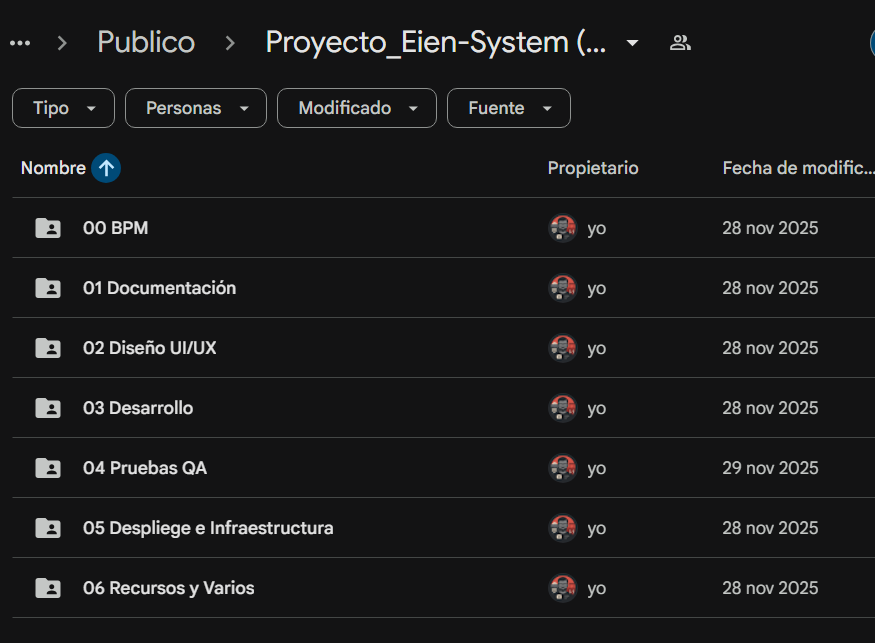 ... > Publico > Proyecto_Eien-System (...
Tipo Personas Modificado Fuente
Nombre Propietario Fecha de modific...
00 BPM yo 28 nov 2025
01 Documentación yo 28 nov 2025
02 Diseño UI/UX yo 28 nov 2025
03 Desarrollo yo 28 nov 2025
04 Pruebas QA yo 29 nov 2025
05 Despliege e Infraestructura yo 28 nov 2025
06 Recursos y Varios yo 28 nov 2025